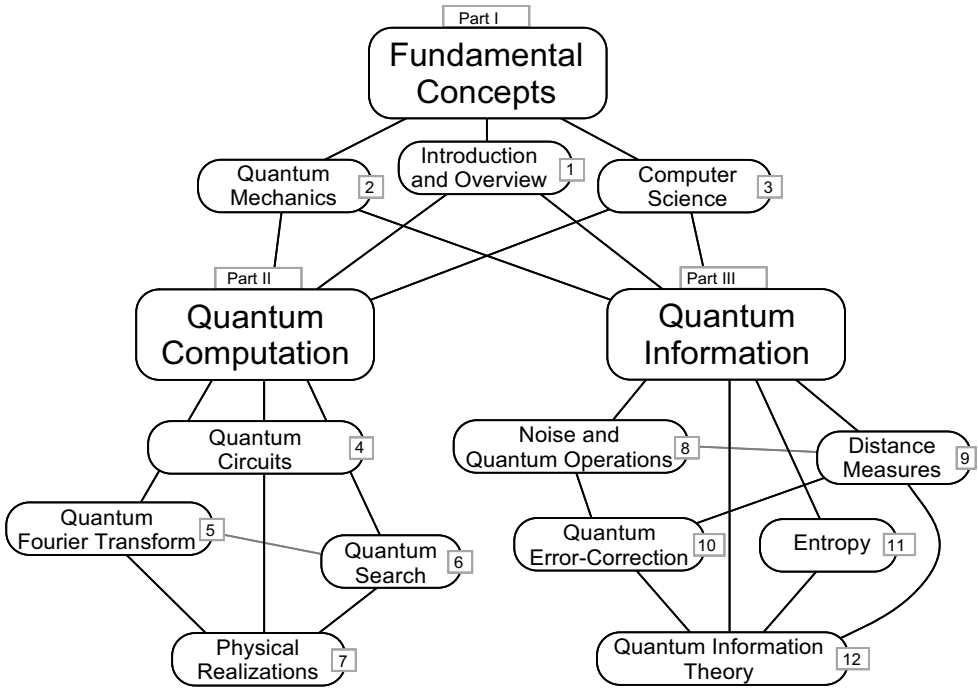 Part I
Fundamental
Concepts
Quantum
Mechanics
2
Introduction
and Overview
1
Computer
Science
3
Part II
Quantum
Computation
Part III
Quantum
Information
Quantum
Circuits
4
Quantum
Fourier Transform
5
Quantum
Search
6
Physical
Realizations
7
Noise and
Quantum Operations
8
Distance
Measures
9
Quantum
Error-Correction
10
Entropy
11
Quantum Information
Theory
12